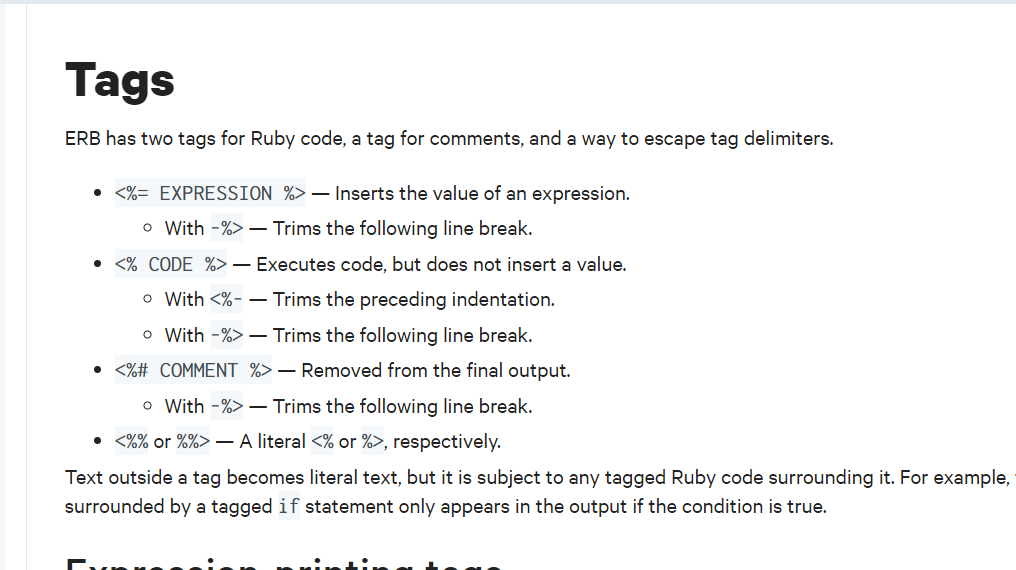 Tags
ERB has two tags for Ruby code, a tag for comments, and a way to escape tag delimiters.
• <%= EXPRESSION %> — Inserts the value of an expression.
◦ With -%> — Trims the following line break.
• <% CODE %> — Executes code, but does not insert a value.
◦ With <%- — Trims the preceding indentation.
◦ With -%> — Trims the following line break.
• <%# COMMENT %> — Removed from the final output.
◦ With -%> — Trims the following line break.
• <%% or %%> — A literal <% or %>, respectively.
Text outside a tag becomes literal text, but it is subject to any tagged Ruby code surrounding it. For example,
surrounded by a tagged if statement only appears in the output if the condition is true.
Expression-printing tags